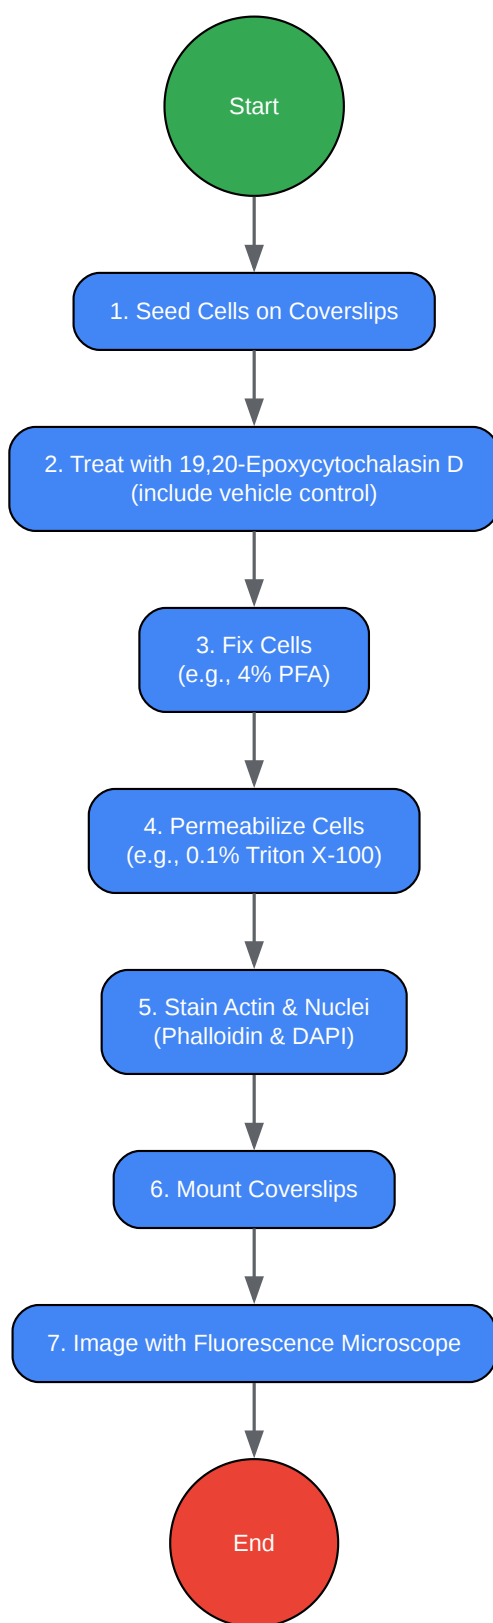 Start
1. Seed Cells on Coverslips
2. Treat with 19,20-Epoxycytochalasin D
(include vehicle control)
3. Fix Cells
(e.g., 4% PFA)
4. Permeabilize Cells
(e.g., 0.1% Triton X-100)
5. Stain Actin & Nuclei
(Phalloidin & DAPI)
6. Mount Coverslips
7. Image with Fluorescence Microscope
End